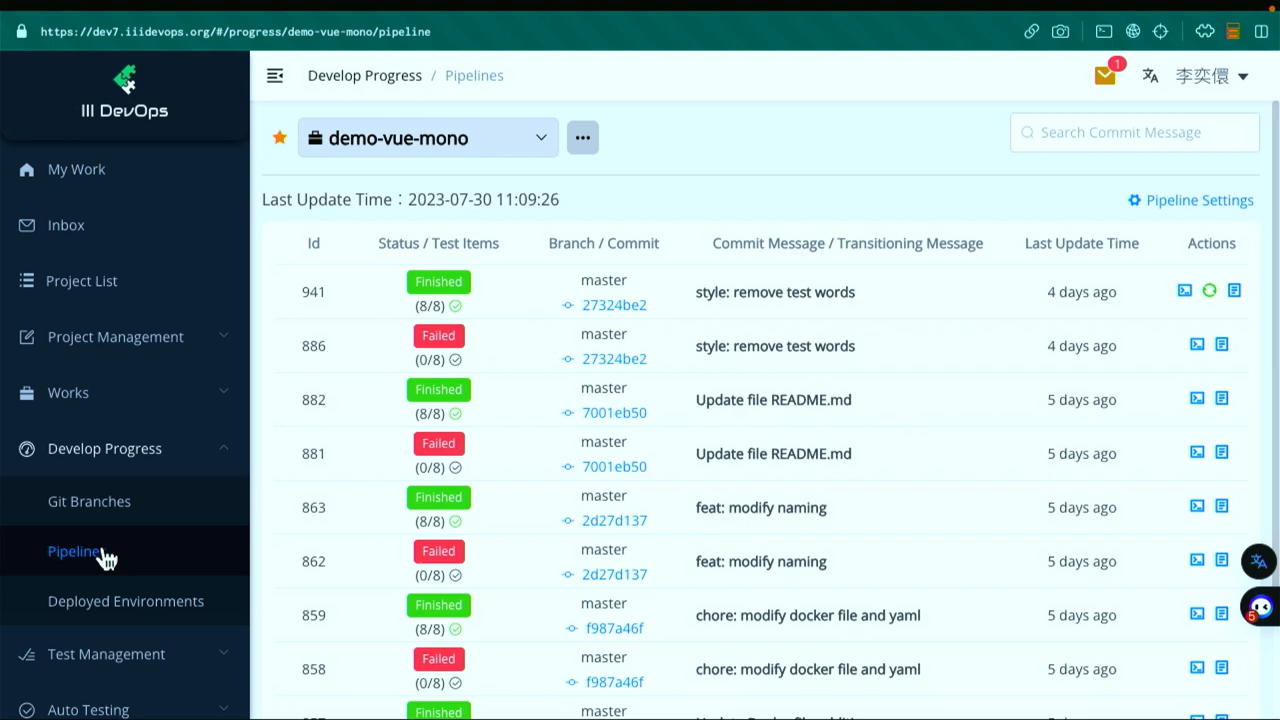 https://dev7.iiidevops.org/#/progress/demo-vue-mono/pipeline
III DevOps
My Work
Inbox
Project List
Project Management
Works
Develop Progress
Git Branches
Pipeline
Deployed Environments
Test Management
Auto Testing
Develop Progress / Pipelines
1
李奕儇
demo-vue-mono
Search Commit Message
Last Update Time：2023-07-30 11:09:26
Pipeline Settings
Id Status / Test Items Branch / Commit Commit Message / Transitioning Message Last Update Time Actions
941 Finished (8/8) master 27324be2 style: remove test words 4 days ago
886 Failed (0/8) master 27324be2 style: remove test words 4 days ago
882 Finished (8/8) master 7001eb50 Update file README.md 5 days ago
881 Failed (0/8) master 7001eb50 Update file README.md 5 days ago
863 Finished (8/8) master 2d27d137 feat: modify naming 5 days ago
862 Failed (0/8) master 2d27d137 feat: modify naming 5 days ago
859 Finished (8/8) master f987a46f chore: modify docker file and yaml 5 days ago
858 Failed (0/8) master f987a46f chore: modify docker file and yaml 5 days ago
Finished master
5